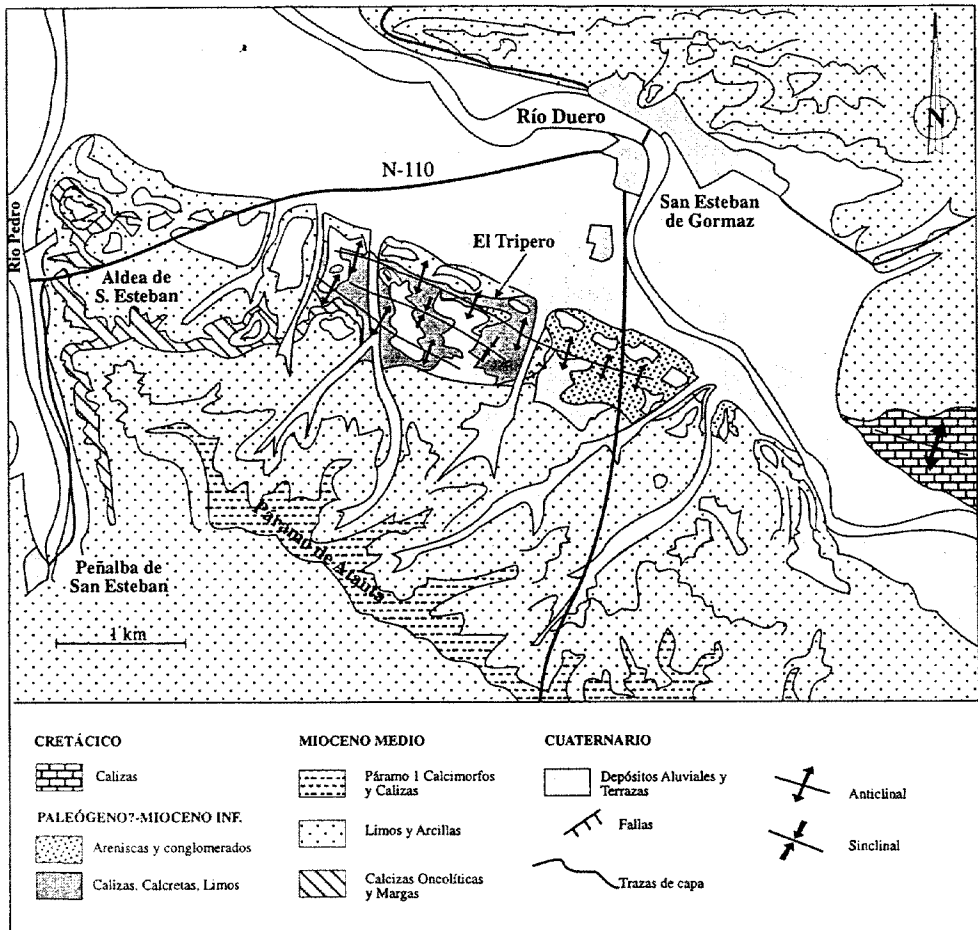 Río Duero
N
N-110
San Esteban
de Gormaz
Río Pedro
El Tripero
Aldea de
S. Esteban
Páramo de Atauta
Peñalba de
San Esteban
1 km
CRETÁCICO
Calizas
PALEÓGENO?-MIOCENO INF.
Areniscas y conglomerados
Calizas, Calcretas, Limos
MIOCENO MEDIO
Páramo 1 Calcimorfos
y Calizas
Limos y Arcillas
Calcizas Oncolíticas
y Margas
CUATERNARIO
Depósitos Aluviales y
Terrazas
Fallas
Trazas de capa
Anticlinal
Sinclinal